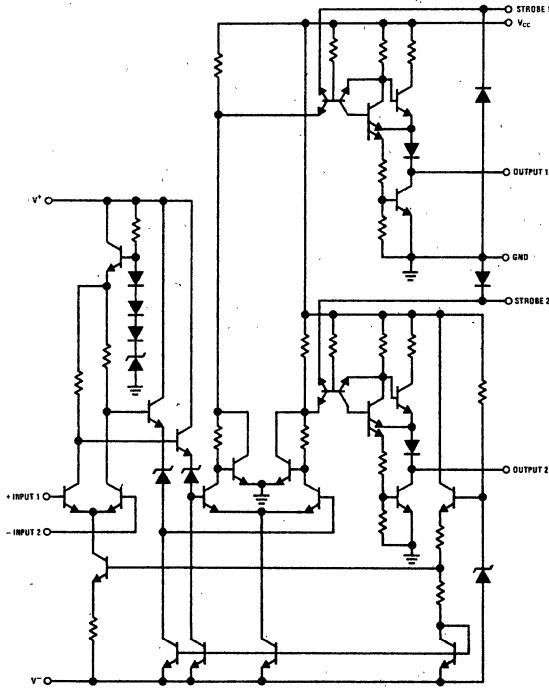 STROBE 1
VCC
OUTPUT 1
V+
GND
STROBE 2
OUTPUT 2
+ INPUT 1
- INPUT 2
V-